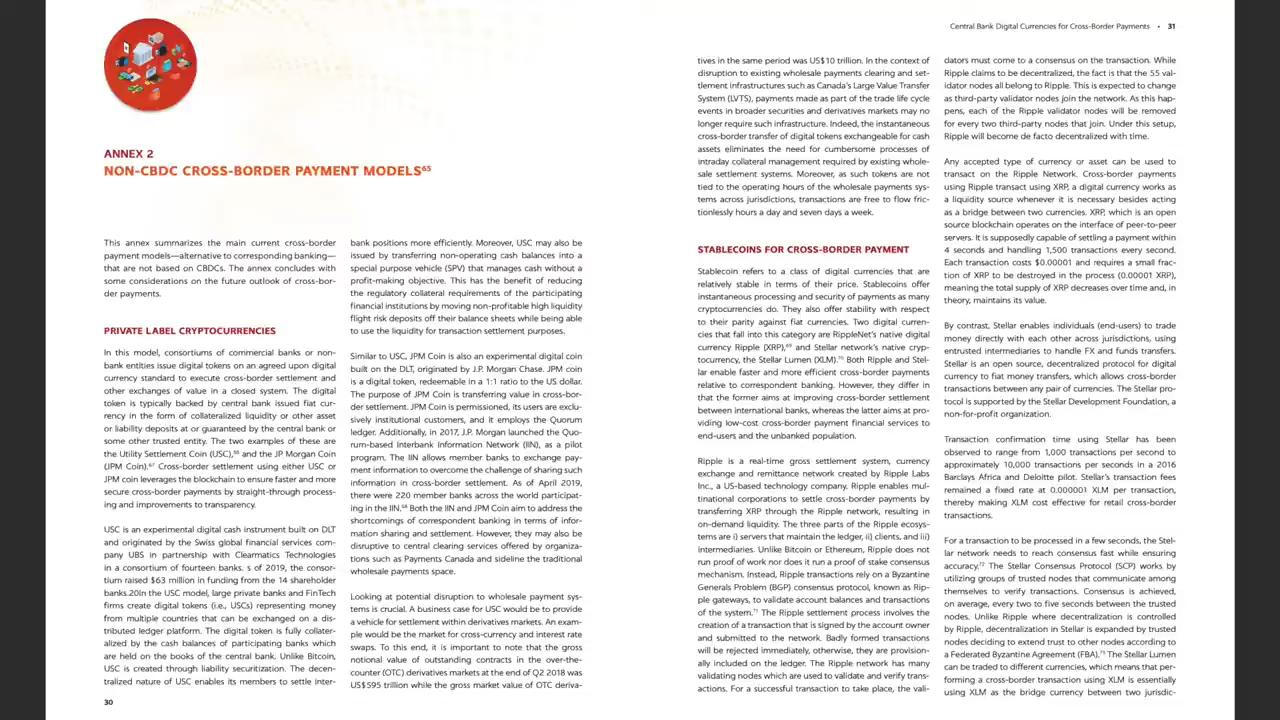 ANNEX 2
NON-CBDC CROSS-BORDER PAYMENT MODELS⁶⁵
This annex summarizes the main current cross-border
payment models—alternative to corresponding banking—
that are not based on CBDCs. The annex concludes with
some considerations on the future outlook of cross-bor-
der payments.
PRIVATE LABEL CRYPTOCURRENCIES
In this model, consortiums of commercial banks or non-
bank entities issue digital tokens on an agreed upon digital
currency standard to execute cross-border settlement and
other exchanges of value in a closed system. The digital
token is typically backed by central bank issued fiat cur-
rency in the form of collateralized liquidity or other asset
or liability deposits at or guaranteed by the central bank or
some other trusted entity. The two examples of these are
the Utility Settlement Coin (USC),⁶⁶ and the JP Morgan Coin
(JPM Coin).⁶⁷ Cross-border settlement using either USC or
JPM coin leverages the blockchain to ensure faster and more
secure cross-border payments by straight-through process-
ing and improvements to transparency.
USC is an experimental digital cash instrument built on DLT
and originated by the Swiss global financial services com-
pany UBS in partnership with Clearmatics Technologies
in a consortium of fourteen banks. s of 2019, the consor-
tium raised $63 million in funding from the 14 shareholder
banks.20In the USC model, large private banks and FinTech
firms create digital tokens (i.e., USCs) representing money
from multiple countries that can be exchanged on a dis-
tributed ledger platform. The digital token is fully collater-
alized by the cash balances of participating banks which
are held on the books of the central bank. Unlike Bitcoin,
USC is created through liability securitization. The decen-
tralized nature of USC enables its members to settle inter-
30
bank positions more efficiently. Moreover, USC may also be
issued by transferring non-operating cash balances into a
special purpose vehicle (SPV) that manages cash without a
profit-making objective. This has the benefit of reducing
the regulatory collateral requirements of the participating
financial institutions by moving non-profitable high liquidity
flight risk deposits off their balance sheets while being able
to use the liquidity for transaction settlement purposes.
Similar to USC, JPM Coin is also an experimental digital coin
built on the DLT, originated by J.P. Morgan Chase. JPM coin
is a digital token, redeemable in a 1:1 ratio to the US dollar.
The purpose of JPM Coin is transferring value in cross-bor-
der settlement. JPM Coin is permissioned, its users are exclu-
sively institutional customers, and it employs the Quorum
ledger. Additionally, in 2017, J.P. Morgan launched the Quo-
rum-based Interbank Information Network (IIN), as a pilot
program. The IIN allows member banks to exchange pay-
ment information to overcome the challenge of sharing such
information in cross-border settlement. As of April 2019,
there were 220 member banks across the world participat-
ing in the IIN.⁶⁸ Both the IIN and JPM Coin aim to address the
shortcomings of correspondent banking in terms of infor-
mation sharing and settlement. However, they may also be
disruptive to central clearing services offered by organiza-
tions such as Payments Canada and sideline the traditional
wholesale payments space.
Looking at potential disruption to wholesale payment sys-
tems is crucial. A business case for USC would be to provide
a vehicle for settlement within derivatives markets. An exam-
ple would be the market for cross-currency and interest rate
swaps. To this end, it is important to note that the gross
notional value of outstanding contracts in the over-the-
counter (OTC) derivatives markets at the end of Q2 2018 was
US$595 trillion while the gross market value of OTC deriva-
Central Bank Digital Currencies for Cross-Border Payments • 31
tives in the same period was US$10 trillion. In the context of
disruption to existing wholesale payments clearing and set-
tlement infrastructures such as Canada's Large Value Transfer
System (LVTS), payments made as part of the trade life cycle
events in broader securities and derivatives markets may no
longer require such infrastructure. Indeed, the instantaneous
cross-border transfer of digital tokens exchangeable for cash
assets eliminates the need for cumbersome processes of
intraday collateral management required by existing whole-
sale settlement systems. Moreover, as such tokens are not
tied to the operating hours of the wholesale payments sys-
tems across jurisdictions, transactions are free to flow fric-
tionlessly hours a day and seven days a week.
STABLECOINS FOR CROSS-BORDER PAYMENT
Stablecoin refers to a class of digital currencies that are
relatively stable in terms of their price. Stablecoins offer
instantaneous processing and security of payments as many
cryptocurrencies do. They also offer stability with respect
to their parity against fiat currencies. Two digital curren-
cies that fall into this category are RippleNet's native digital
currency Ripple (XRP),⁶⁹ and Stellar network's native cryp-
tocurrency, the Stellar Lumen (XLM).⁷⁰ Both Ripple and Stel-
lar enable faster and more efficient cross-border payments
relative to correspondent banking. However, they differ in
that the former aims at improving cross-border settlement
between international banks, whereas the latter aims at pro-
viding low-cost cross-border payment financial services to
end-users and the unbanked population.
Ripple is a real-time gross settlement system, currency
exchange and remittance network created by Ripple Labs
Inc., a US-based technology company. Ripple enables mul-
tinational corporations to settle cross-border payments by
transferring XRP through the Ripple network, resulting in
on-demand liquidity. The three parts of the Ripple ecosys-
tems are i) servers that maintain the ledger, ii) clients, and iii)
intermediaries. Unlike Bitcoin or Ethereum, Ripple does not
run proof of work nor does it run a proof of stake consensus
mechanism. Instead, Ripple transactions rely on a Byzantine
Generals Problem (BGP) consensus protocol, known as Rip-
ple gateways, to validate account balances and transactions
of the system.⁷¹ The Ripple settlement process involves the
creation of a transaction that is signed by the account owner
and submitted to the network. Badly formed transactions
will be rejected immediately, otherwise, they are provision-
ally included on the ledger. The Ripple network has many
validating nodes which are used to validate and verify trans-
actions. For a successful transaction to take place, the vali-
dators must come to a consensus on the transaction. While
Ripple claims to be decentralized, the fact is that the 55 val-
idator nodes all belong to Ripple. This is expected to change
as third-party validator nodes join the network. As this hap-
pens, each of the Ripple validator nodes will be removed
for every two third-party nodes that join. Under this setup,
Ripple will become de facto decentralized with time.
Any accepted type of currency or asset can be used to
transact on the Ripple Network. Cross-border payments
using Ripple transact using XRP, a digital currency works as
a liquidity source whenever it is necessary besides acting
as a bridge between two currencies. XRP, which is an open
source blockchain operates on the interface of peer-to-peer
servers. It is supposedly capable of settling a payment within
4 seconds and handling 1,500 transactions every second.
Each transaction costs $0.00001 and requires a small frac-
tion of XRP to be destroyed in the process (0.00001 XRP),
meaning the total supply of XRP decreases over time and, in
theory, maintains its value.
By contrast, Stellar enables individuals (end-users) to trade
money directly with each other across jurisdictions, using
entrusted intermediaries to handle FX and funds transfers.
Stellar is an open source, decentralized protocol for digital
currency to fiat money transfers, which allows cross-border
transactions between any pair of currencies. The Stellar pro-
tocol is supported by the Stellar Development Foundation, a
non-for-profit organization.
Transaction confirmation time using Stellar has been
observed to range from 1,000 transactions per second to
approximately 10,000 transactions per seconds in a 2016
Barclays Africa and Deloitte pilot. Stellar's transaction fees
remained a fixed rate at 0.000001 XLM per transaction,
thereby making XLM cost effective for retail cross-border
transactions.
For a transaction to be processed in a few seconds, the Stel-
lar network needs to reach consensus fast while ensuring
accuracy.⁷² The Stellar Consensus Protocol (SCP) works by
utilizing groups of trusted nodes that communicate among
themselves to verify transactions. Consensus is achieved,
on average, every two to five seconds between the trusted
nodes. Unlike Ripple where decentralization is controlled
by Ripple, decentralization in Stellar is expanded by trusted
nodes deciding to extend trust to other nodes according to
a Federated Byzantine Agreement (FBA).⁷³ The Stellar Lumen
can be traded to different currencies, which means that per-
forming a cross-border transaction using XLM is essentially
using XLM as the bridge currency between two jurisdic-